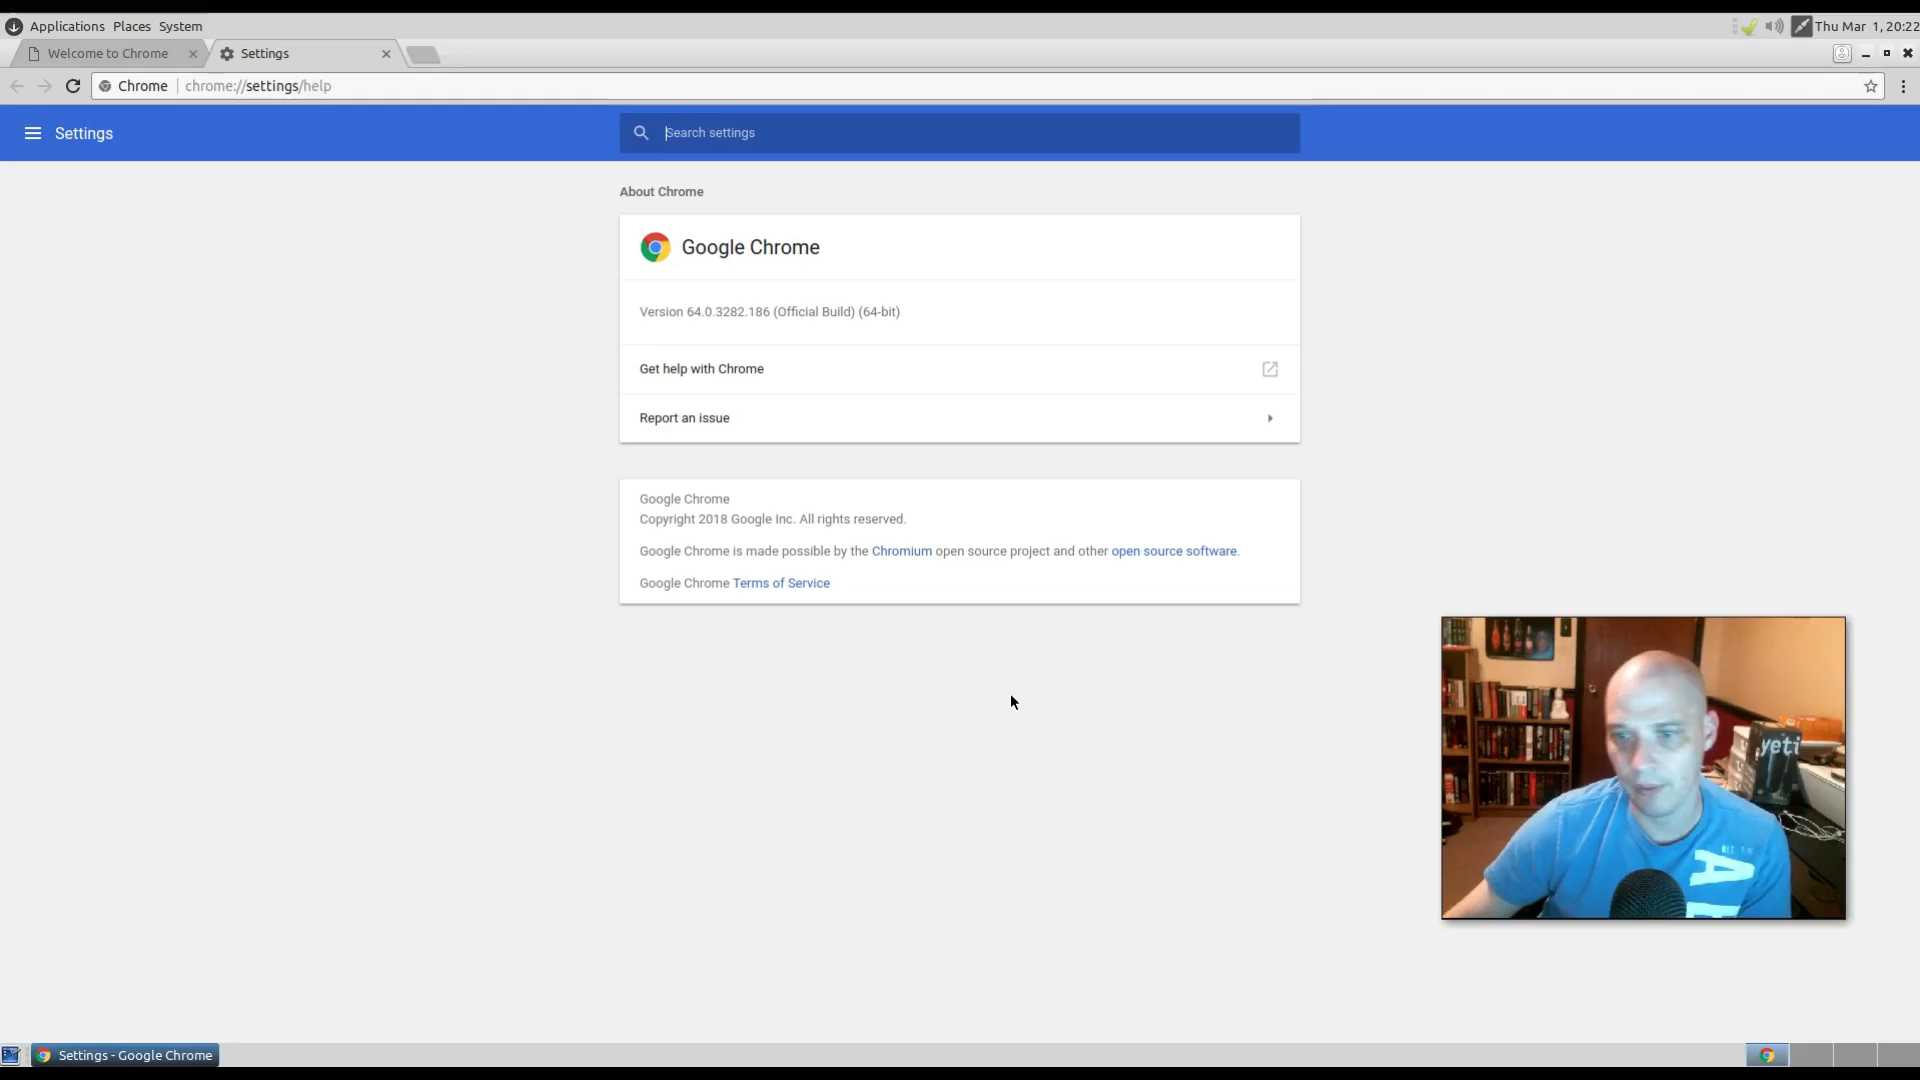 Applications Places System
Thu Mar 1, 20:22
Welcome to Chrome
Settings
Chrome
chrome://settings/help
Settings
Search settings
About Chrome
Google Chrome
Version 64.0.3282.186 (Official Build) (64-bit)
Get help with Chrome
Report an issue
Google Chrome
Copyright 2018 Google Inc. All rights reserved.
Google Chrome is made possible by the Chromium open source project and other open source software.
Google Chrome Terms of Service
yeti
Settings - Google Chrome